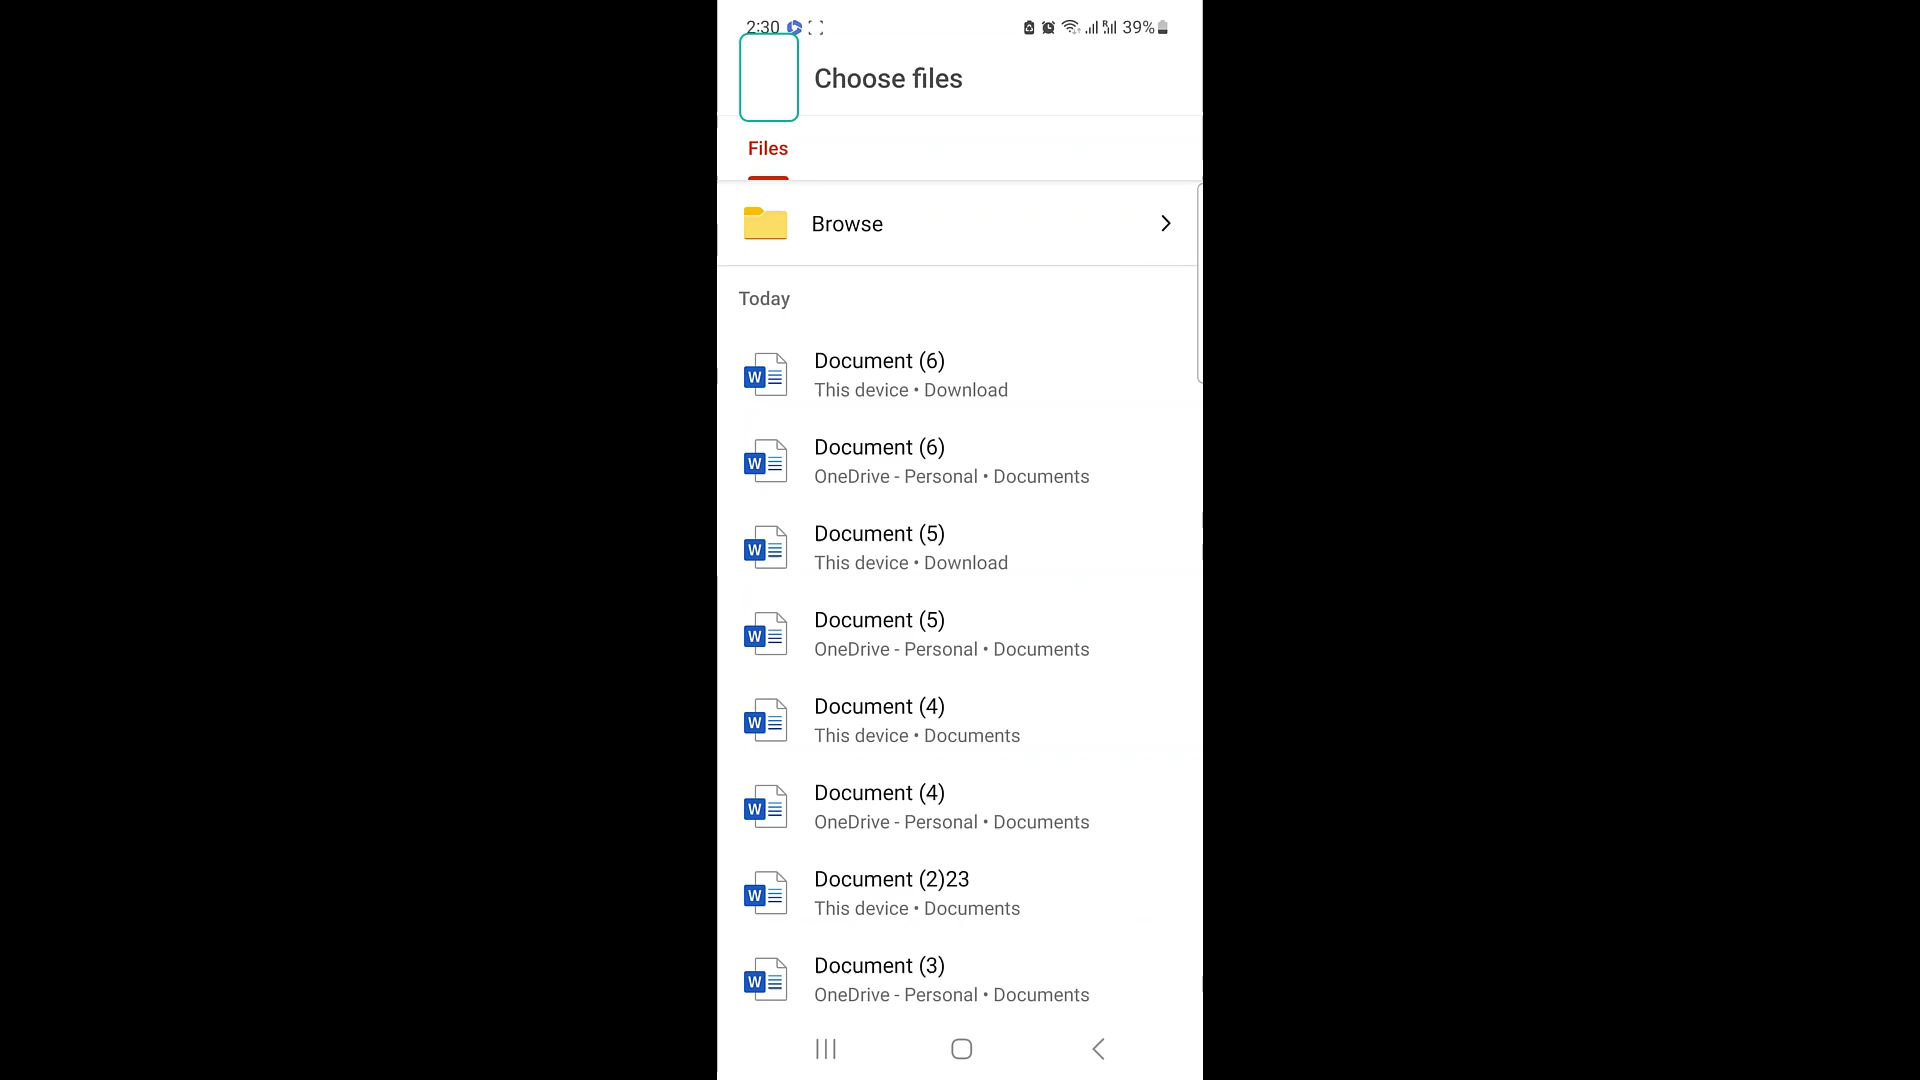 2:30 39%
Choose files
Files
Browse
Today
W Document (6)
This device • Download
W Document (6)
OneDrive - Personal • Documents
W Document (5)
This device • Download
W Document (5)
OneDrive - Personal • Documents
W Document (4)
This device • Documents
W Document (4)
OneDrive - Personal • Documents
W Document (2)23
This device • Documents
W Document (3)
OneDrive - Personal • Documents